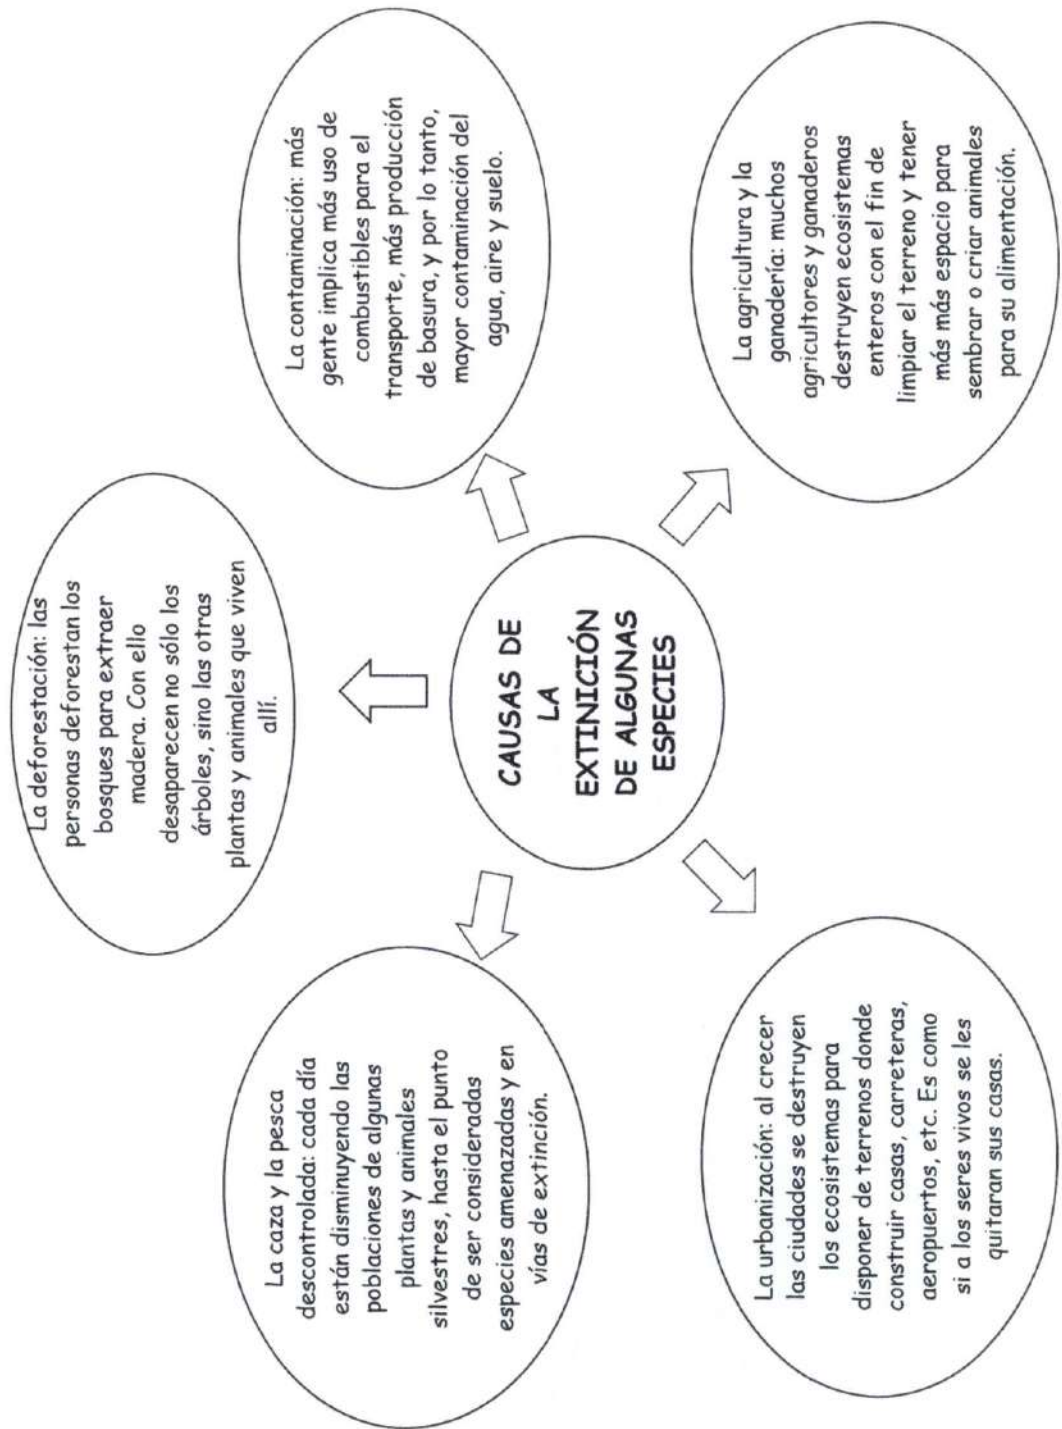 La deforestación: las
personas deforestan los
bosques para extraer
madera. Con ello
desaparecen no sólo los
árboles, sino las otras
plantas y animales que viven
allí.
La caza y la pesca
descontrolada: cada día
están disminuyendo las
poblaciones de algunas
plantas y animales
silvestres, hasta el punto
de ser consideradas
especies amenazadas y en
vías de extinción.
La contaminación: más
gente implica más uso de
combustibles para el
transporte, más producción
de basura, y por lo tanto,
mayor contaminación del
agua, aire y suelo.
CAUSAS DE
LA
EXTINICIÓN
DE ALGUNAS
ESPECIES
La urbanización: al crecer
las ciudades se destruyen
los ecosistemas para
disponer de terrenos donde
construir casas, carreteras,
aeropuertos, etc. Es como
si a los seres vivos se les
quitaran sus casas.
La agricultura y la
ganadería: muchos
agricultores y ganaderos
destruyen ecosistemas
enteros con el fin de
limpiar el terreno y tener
más más espacio para
sembrar o criar animales
para su alimentación.